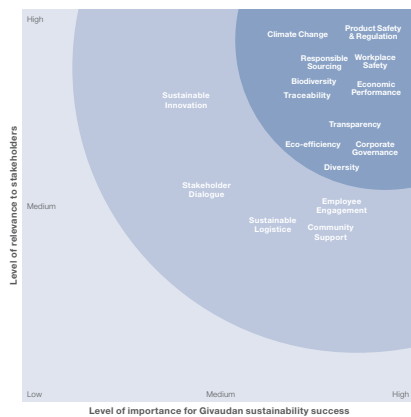 High
Climate Change
Product Safety
& Regulation
Responsible
Sourcing
Workplace
Safety
Biodiversity
Traceability
Economic
Performance
Sustainable
Innovation
Transparency
Eco-efficiency
Corporate
Governance
Diversity
Stakeholder
Dialogue
Employee
Engagement
Sustainable
Logistice
Community
Support
Medium
Low
Medium
High
Level of relevance to stakeholders
Level of importance for Givaudan sustainability success